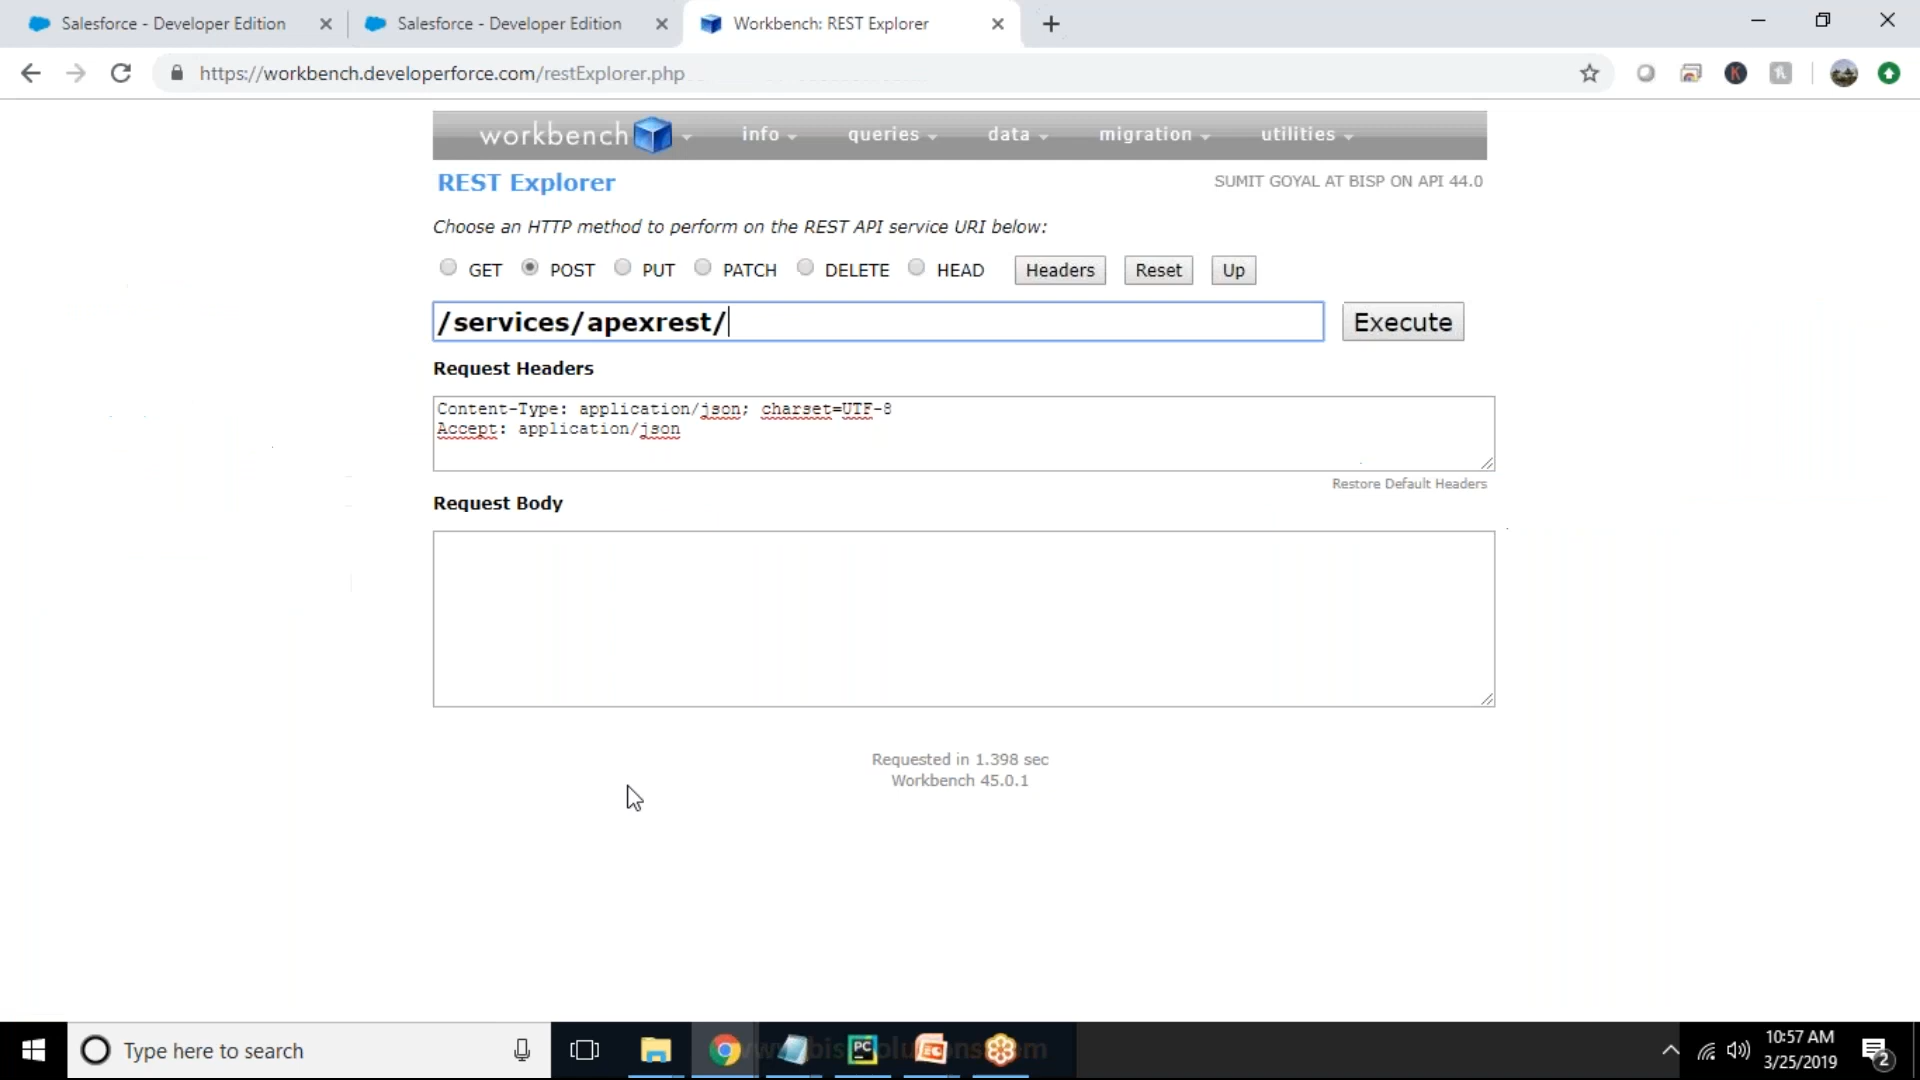 Salesforce - Developer Edition
Salesforce - Developer Edition
Workbench: REST Explorer
https://workbench.developerforce.com/restExplorer.php
workbench info queries data migration utilities
REST Explorer
SUMIT GOYAL AT BISP ON API 44.0
Choose an HTTP method to perform on the REST API service URI below:
GET POST PUT PATCH DELETE HEAD Headers Reset Up
/services/apexrest/ Execute
Request Headers
Content-Type: application/json; charset=UTF-8
Accept: application/json
Restore Default Headers
Request Body
Requested in 1.398 sec
Workbench 45.0.1
Type here to search
10:57 AM
3/25/2019
2